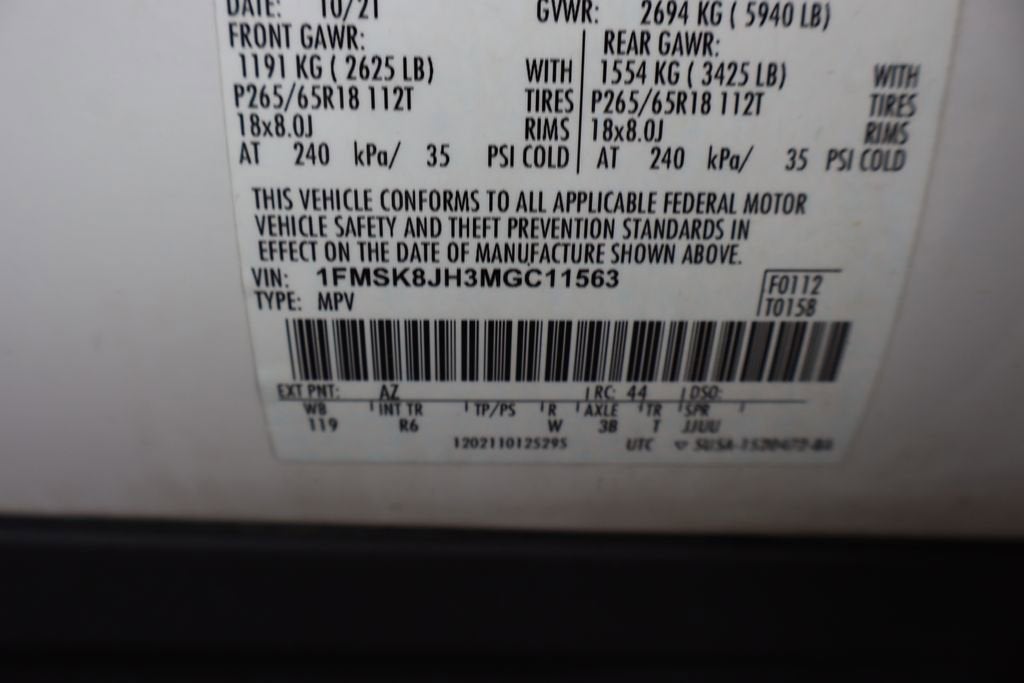 DATE: 10/21 GVWR: 2694 KG ( 5940 LB)
FRONT GAWR: REAR GAWR:
1191 KG ( 2625 LB) WITH 1554 KG ( 3425 LB) WITH
P265/65R18 112T TIRES P265/65R18 112T TIRES
18x8.0J RIMS 18x8.0J RIMS
AT 240 kPa/ 35 PSI COLD AT 240 kPa/ 35 PSI COLD
THIS VEHICLE CONFORMS TO ALL APPLICABLE FEDERAL MOTOR
VEHICLE SAFETY AND THEFT PREVENTION STANDARDS IN
EFFECT ON THE DATE OF MANUFACTURE SHOWN ABOVE.
VIN: 1FMSK8JH3MGC11563
F0112
TYPE: MPV
T0158
EXT PNT: AZ RC: 44 DSO:
WB INT TR TP/PS R AXLE TR SPR
119 R6 W 3B T JJUU
1202110125295 UTC